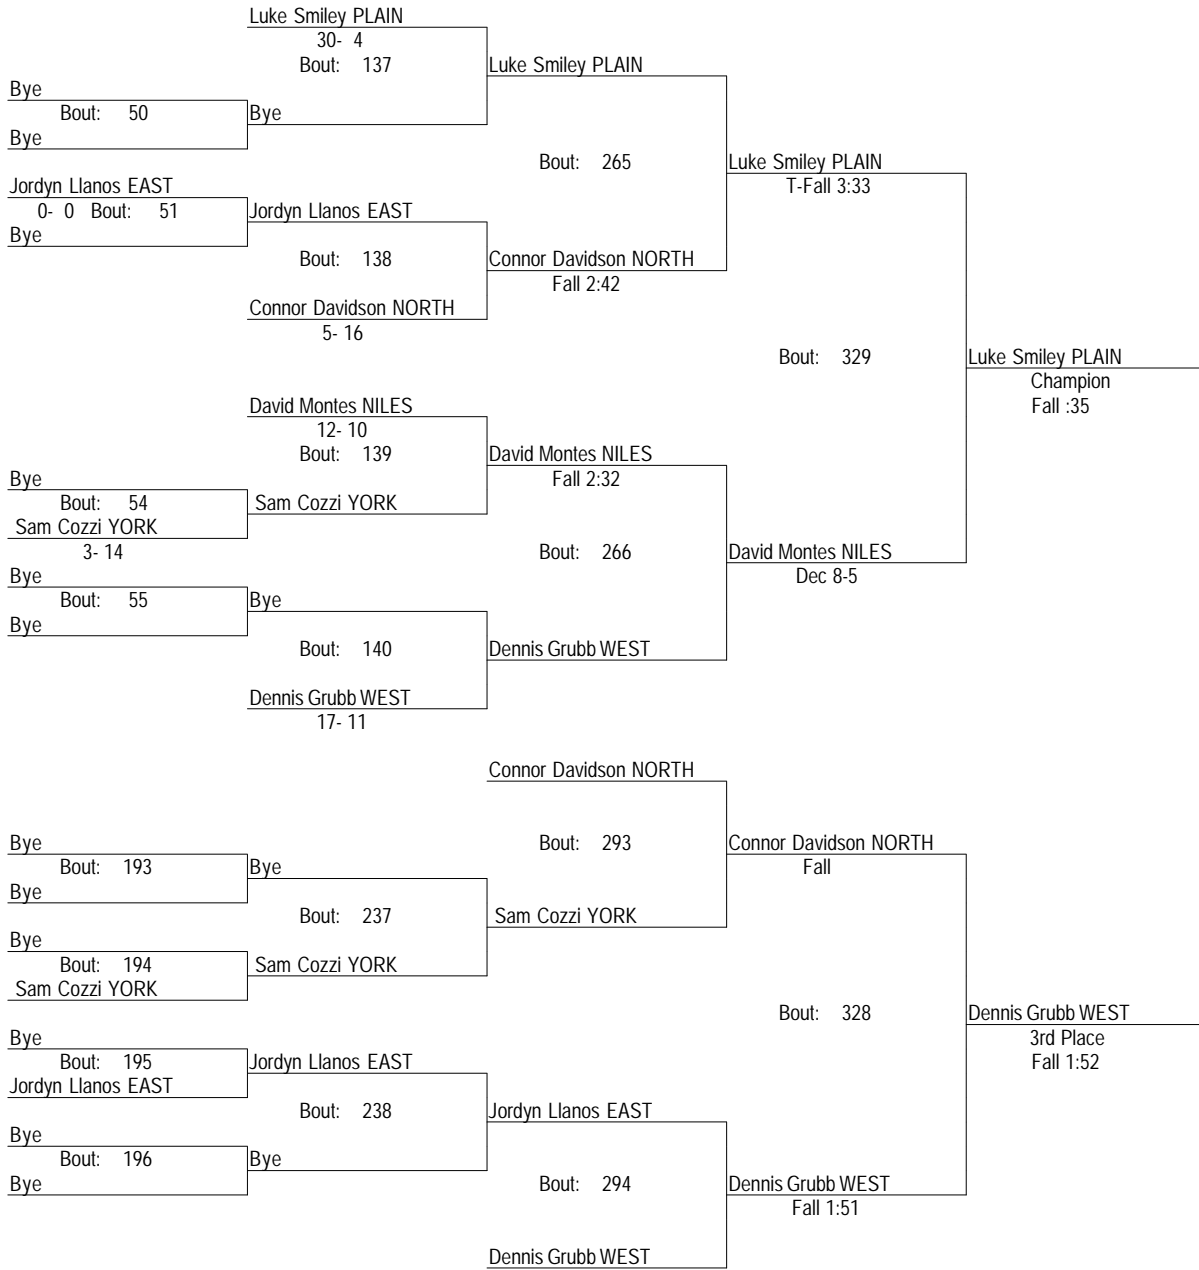 Luke Smiley PLAIN
30- 4
Bout: 137
Luke Smiley PLAIN
Bye
Bout: 50
Bye
Bye
Bout: 265
Luke Smiley PLAIN
T-Fall 3:33
Jordyn Llanos EAST
0- 0 Bout: 51
Jordyn Llanos EAST
Bye
Bout: 138
Connor Davidson NORTH
Fall 2:42
Connor Davidson NORTH
5- 16
Bout: 329
Luke Smiley PLAIN
Champion
Fall :35
David Montes NILES
12- 10
Bout: 139
David Montes NILES
Fall 2:32
Bye
Bout: 54
Sam Cozzi YORK
Sam Cozzi YORK
3- 14
Bout: 266
David Montes NILES
Dec 8-5
Bye
Bout: 55
Bye
Bye
Bout: 140
Dennis Grubb WEST
Dennis Grubb WEST
17- 11
Connor Davidson NORTH
Bye
Bout: 193
Bye
Bye
Bout: 293
Connor Davidson NORTH
Fall
Bout: 237
Sam Cozzi YORK
Bye
Bout: 194
Sam Cozzi YORK
Sam Cozzi YORK
Bout: 328
Dennis Grubb WEST
3rd Place
Fall 1:52
Bye
Bout: 195
Jordyn Llanos EAST
Jordyn Llanos EAST
Bout: 238
Jordyn Llanos EAST
Bye
Bout: 196
Bye
Bye
Bout: 294
Dennis Grubb WEST
Fall 1:51
Dennis Grubb WEST